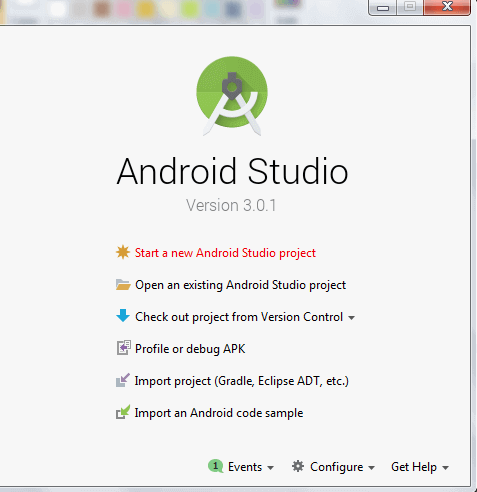 Android Studio
Version 3.0.1
Start a new Android Studio project
Open an existing Android Studio project
Check out project from Version Control
Profile or debug APK
Import project (Gradle, Eclipse ADT, etc.)
Import an Android code sample
1 Events Configure Get Help